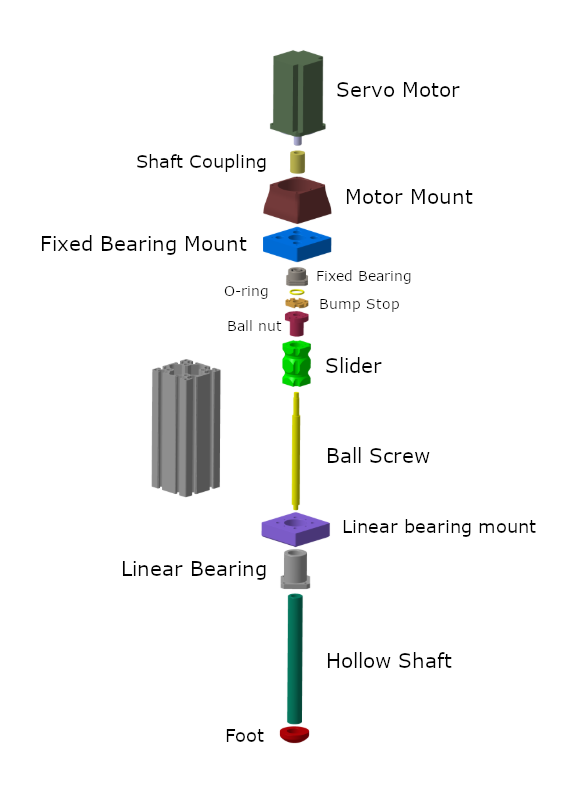 Servo Motor
Shaft Coupling
Motor Mount
Fixed Bearing Mount
Fixed Bearing
O-ring
Bump Stop
Ball nut
Slider
Ball Screw
Linear bearing mount
Linear Bearing
Hollow Shaft
Foot